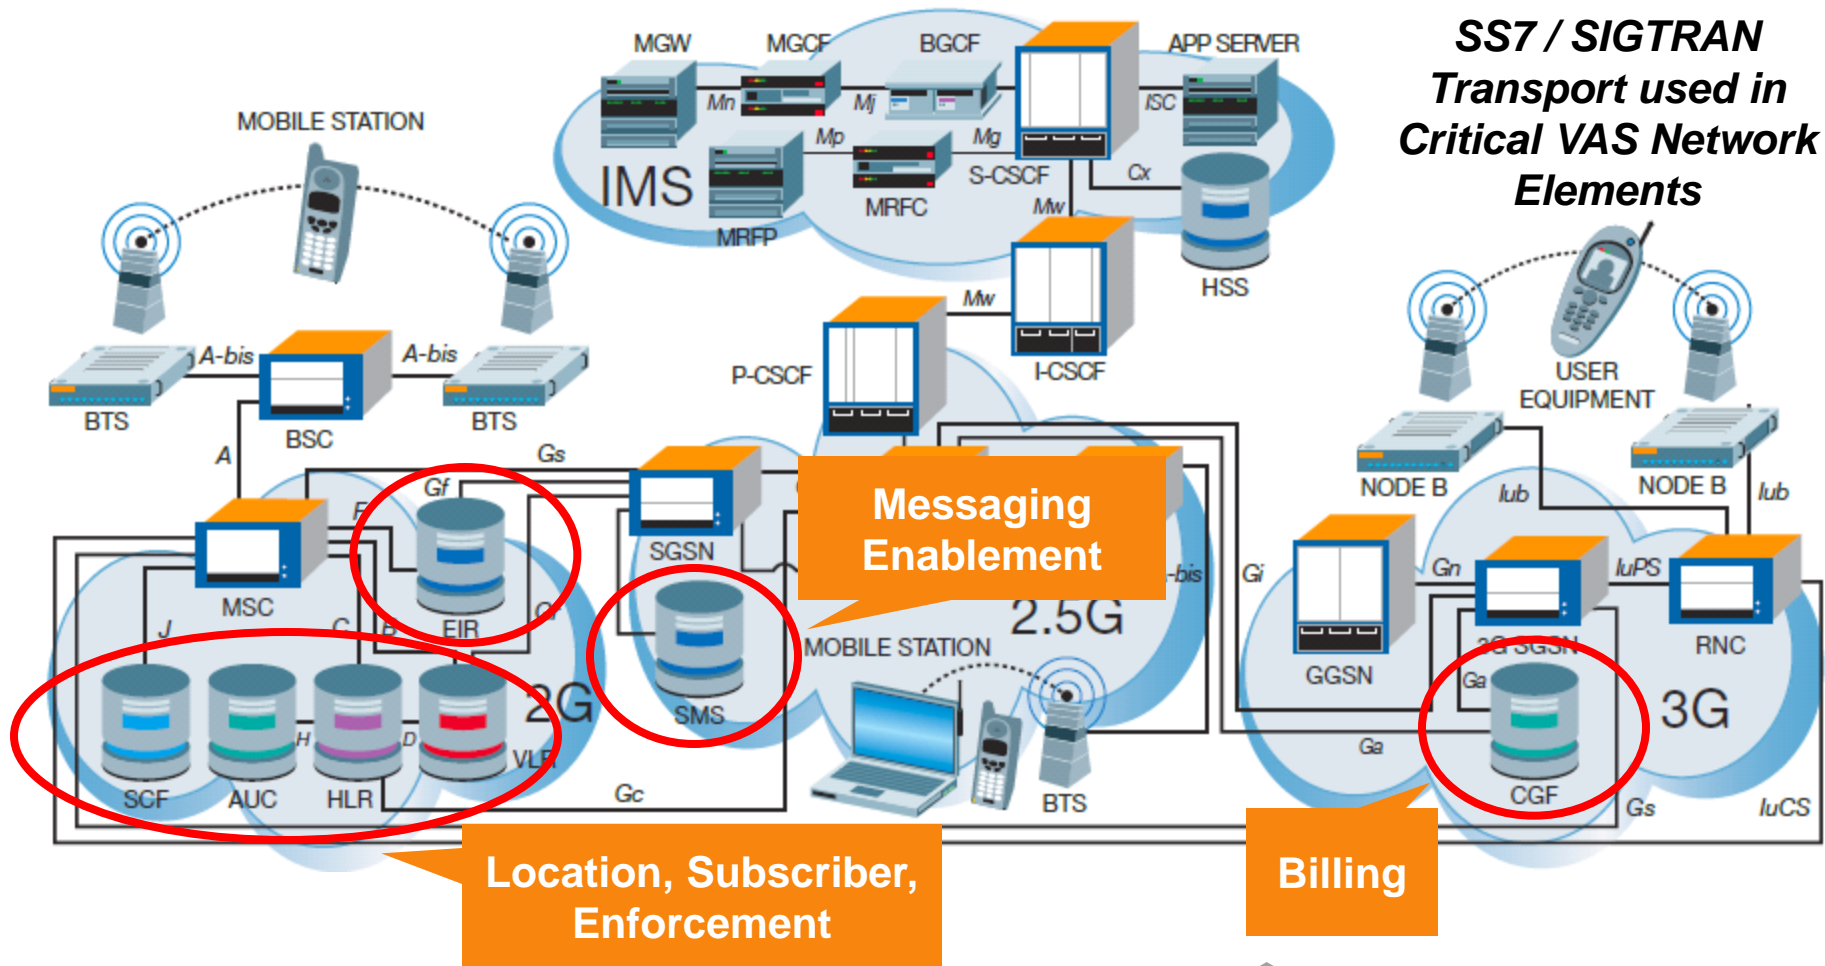 SS7 / SIGTRAN
Transport used in
Critical VAS Network
Elements
MGW
MGCF
BGCF
APP SERVER
Mn
Mj
ISC
Mp
Mg
S-CSCF
Cx
IMS
MRFP
MRFC
Mw
HSS
MOBILE STATION
Mw
P-CSCF
I-CSCF
A-bis
A-bis
BTS
BSC
BTS
A
USER
EQUIPMENT
NODE B
NODE B
Iub
Iub
Gs
Gf
F
SGSN
Messaging
Enablement
-bis
Gi
Gn
IuPS
MSC
EIR
Gr
J
C
B
2.5G
MOBILE STATION
GGSN
3G SGSN
RNC
Ga
2G
SMS
3G
H
D
VLR
SCF
AUC
HLR
Gc
BTS
Ga
CGF
Gs
IuCS
Location, Subscriber,
Enforcement
Billing